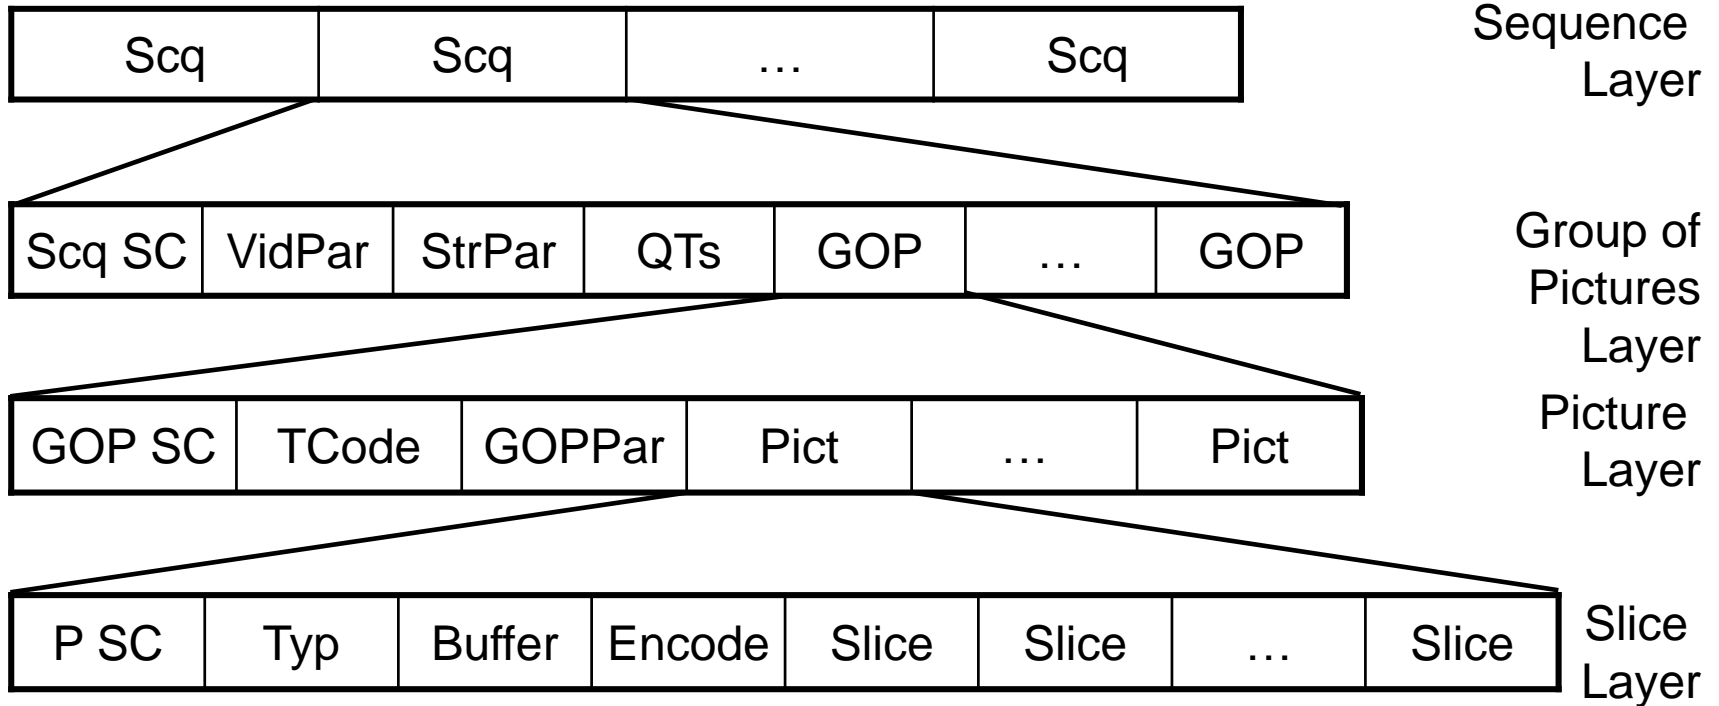 Scq Scq … Scq
Sequence
Layer
Scq SC VidPar StrPar QTs GOP … GOP
Group of
Pictures
Layer
GOP SC TCode GOPPar Pict … Pict
Picture
Layer
P SC Typ Buffer Encode Slice Slice … Slice
Slice
Layer